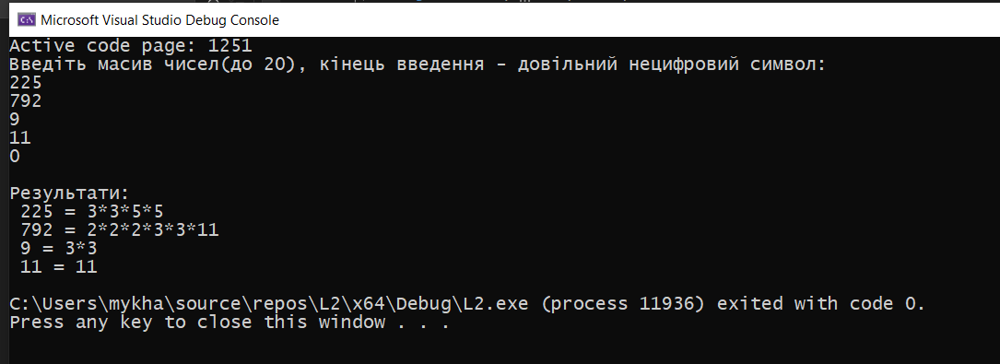 Microsoft Visual Studio Debug Console
Active code page: 1251
Введіть масив чисел(до 20), кінець введення – довільний нецифровий символ:
225
792
9
11
0
Результати:
225 = 3*3*5*5
792 = 2*2*2*3*3*11
9 = 3*3
11 = 11
C:\Users\mykha\source\repos\L2\x64\Debug\L2.exe (process 11936) exited with code 0.
Press any key to close this window . . .